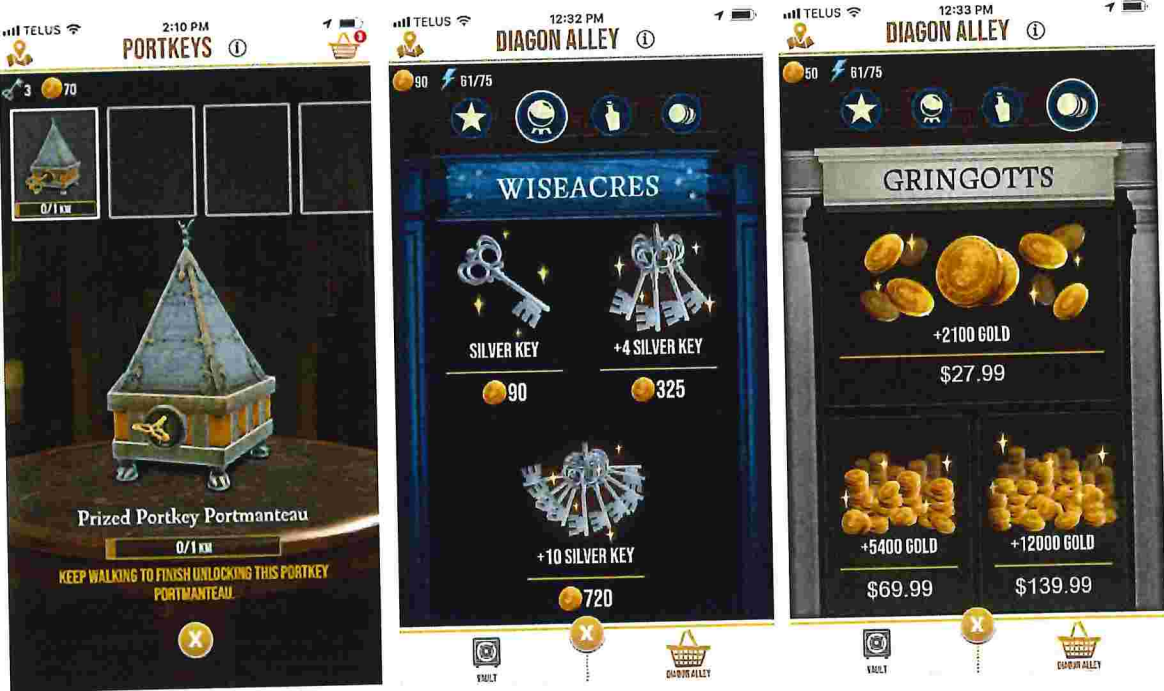 TELUS 2:10 PM
PORTKEYS i
3
3 70
0/1 KM
Prized Portkey Portmanteau
0/1 KM
KEEP WALKING TO FINISH UNLOCKING THIS PORTKEY
PORTMANTEAU.
X
TELUS 12:32 PM
DIAGON ALLEY i
90 61/75
WISEACRES
SILVER KEY +4 SILVER KEY
90 325
+10 SILVER KEY
720
X
VAULT DIAGON ALLEY
TELUS 12:33 PM
DIAGON ALLEY i
50 61/75
GRINGOTTS
+2100 GOLD
$27.99
+5400 GOLD +12000 GOLD
$69.99 $139.99
X
VAULT DIAGON ALLEY